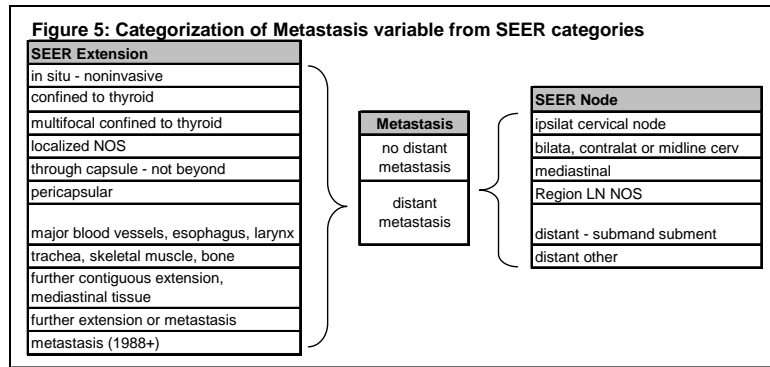 Figure 5: Categorization of Metastasis variable from SEER categories
SEER Extension
in situ - noninvasive
confined to thyroid
multifocal confined to thyroid
localized NOS
through capsule - not beyond
pericapsular
major blood vessels, esophagus, larynx
trachea, skeletal muscle, bone
further contiguous extension,
mediastinal tissue
further extension or metastasis
metastasis (1988+)
Metastasis
no distant
metastasis
distant
metastasis
SEER Node
ipsilat cervical node
bilata, contralat or midline cerv
mediastinal
Region LN NOS
distant - submand subment
distant other